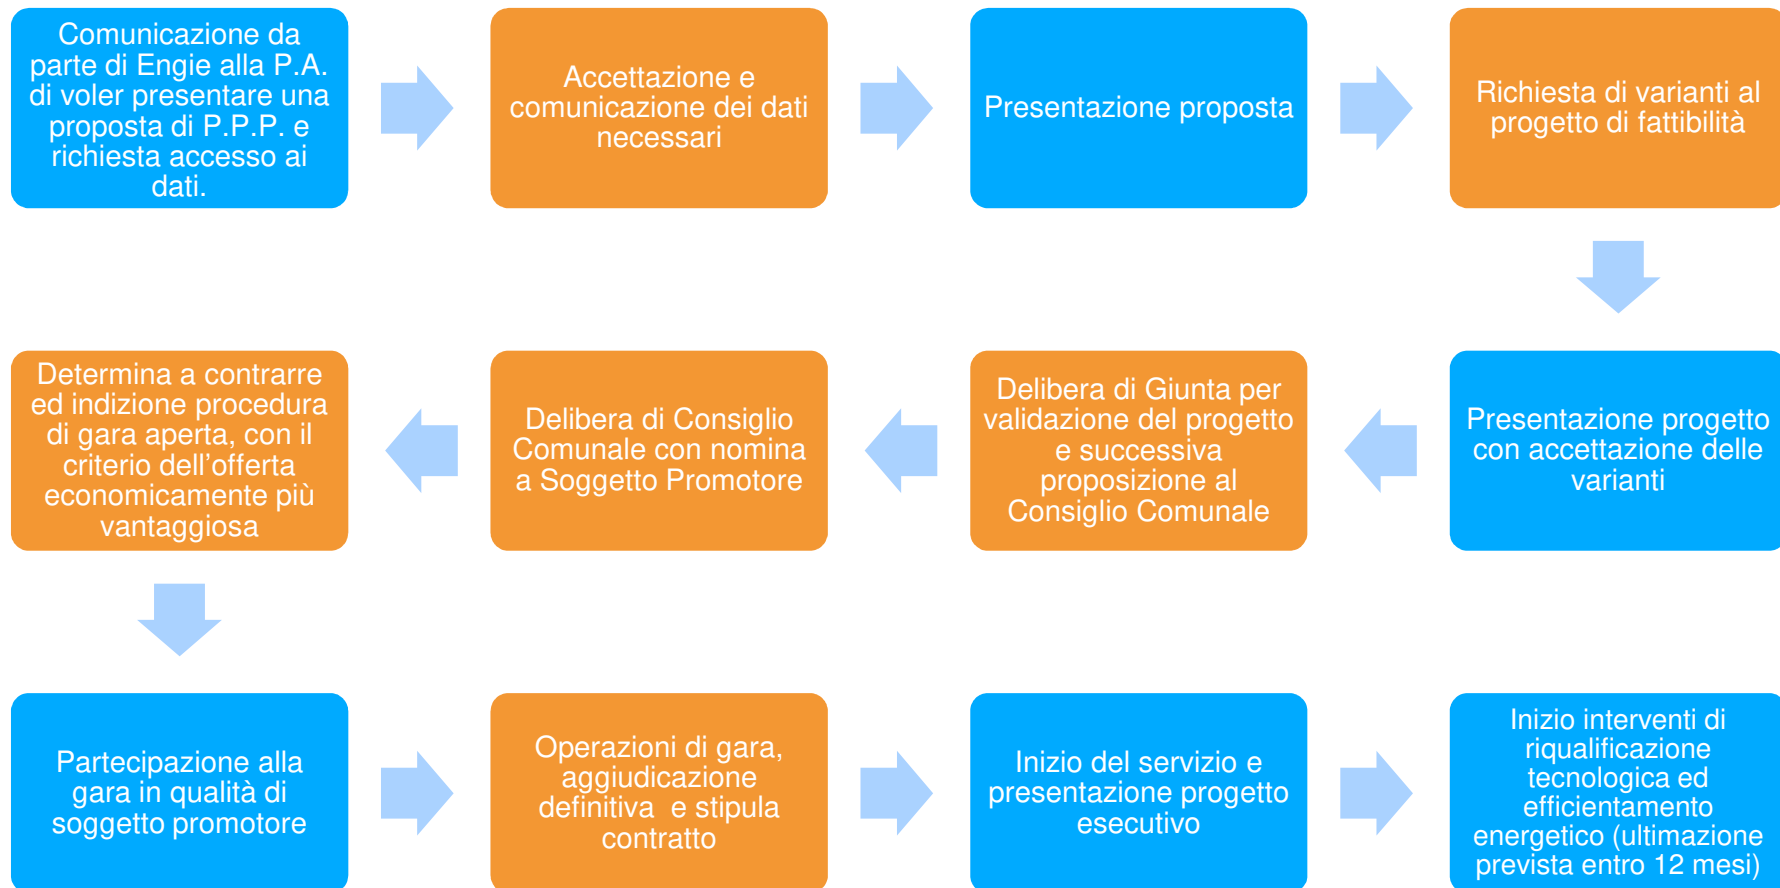 Comunicazione da
parte di Engie alla P.A.
di voler presentare una
proposta di P.P.P. e
richiesta accesso ai
dati.
Accettazione e
comunicazione dei dati
necessari
Presentazione proposta
Richiesta di varianti al
progetto di fattibilità
Presentazione progetto
con accettazione delle
varianti
Delibera di Giunta per
validazione del progetto
e successiva
proposizione al
Consiglio Comunale
Delibera di Consiglio
Comunale con nomina
a Soggetto Promotore
Determina a contrarre
ed indizione procedura
di gara aperta, con il
criterio dell’offerta
economicamente più
vantaggiosa
Partecipazione alla
gara in qualità di
soggetto promotore
Operazioni di gara,
aggiudicazione
definitiva e stipula
contratto
Inizio del servizio e
presentazione progetto
esecutivo
Inizio interventi di
riqualificazione
tecnologica ed
efficientamento
energetico (ultimazione
prevista entro 12 mesi)